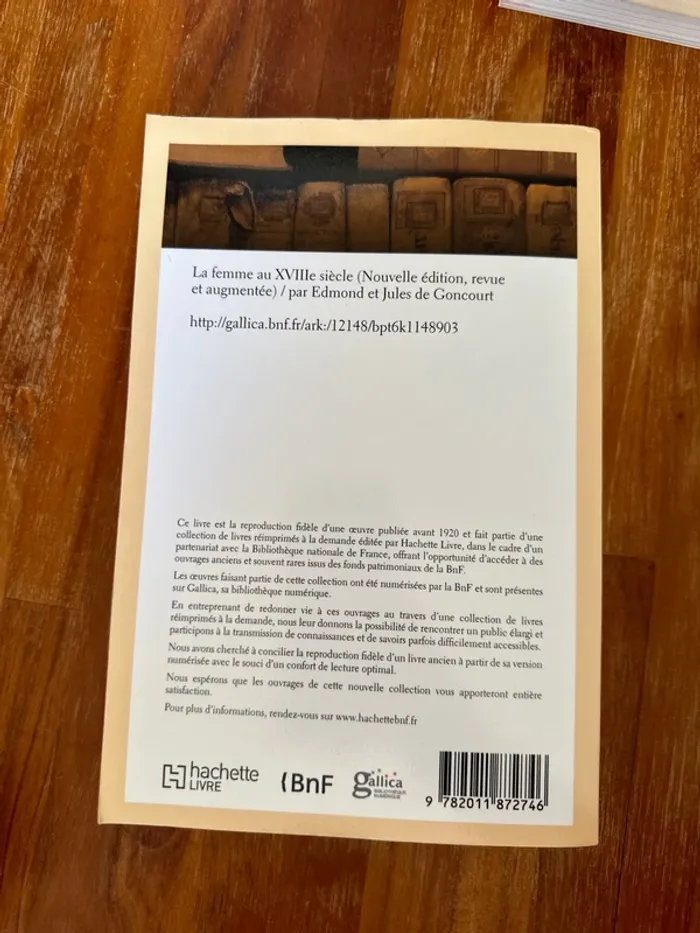 La femme au XVIIIe siècle (Nouvelle édition, revue
et augmentée) / par Edmond et Jules de Goncourt
http://gallica.bnf.fr/ark:/12148/bpt6k1148903
Ce livre est la reproduction fidèle d'une œuvre publiée avant 1920 et fait partie d'une
collection de livres réimprimés à la demande éditée par Hachette Livre, dans le cadre d'un
partenariat avec la Bibliothèque nationale de France, offrant l'opportunité d'accéder à des
ouvrages anciens et souvent rares issus des fonds patrimoniaux de la BnF.
Les œuvres faisant partie de cette collection ont été numérisées par la BnF et sont présentes
sur Gallica, sa bibliothèque numérique.
En entreprenant de redonner vie à ces ouvrages au travers d'une collection de livres
réimprimés à la demande, nous leur donnons la possibilité de rencontrer un public élargi et
participons à la transmission de connaissances et de savoirs parfois difficilement accessibles.
Nous avons cherché à concilier la reproduction fidèle d'un livre ancien à partir de sa version
numérisée avec le souci d'un confort de lecture optimal.
Nous espérons que les ouvrages de cette nouvelle collection vous apporteront entière
satisfaction.
Pour plus d'informations, rendez-vous sur www.hachettebnf.fr
hachette
LIVRE
(BnF
gallica
BIBLIOTHÈQUE
NUMÉRIQUE
9 782011 872746